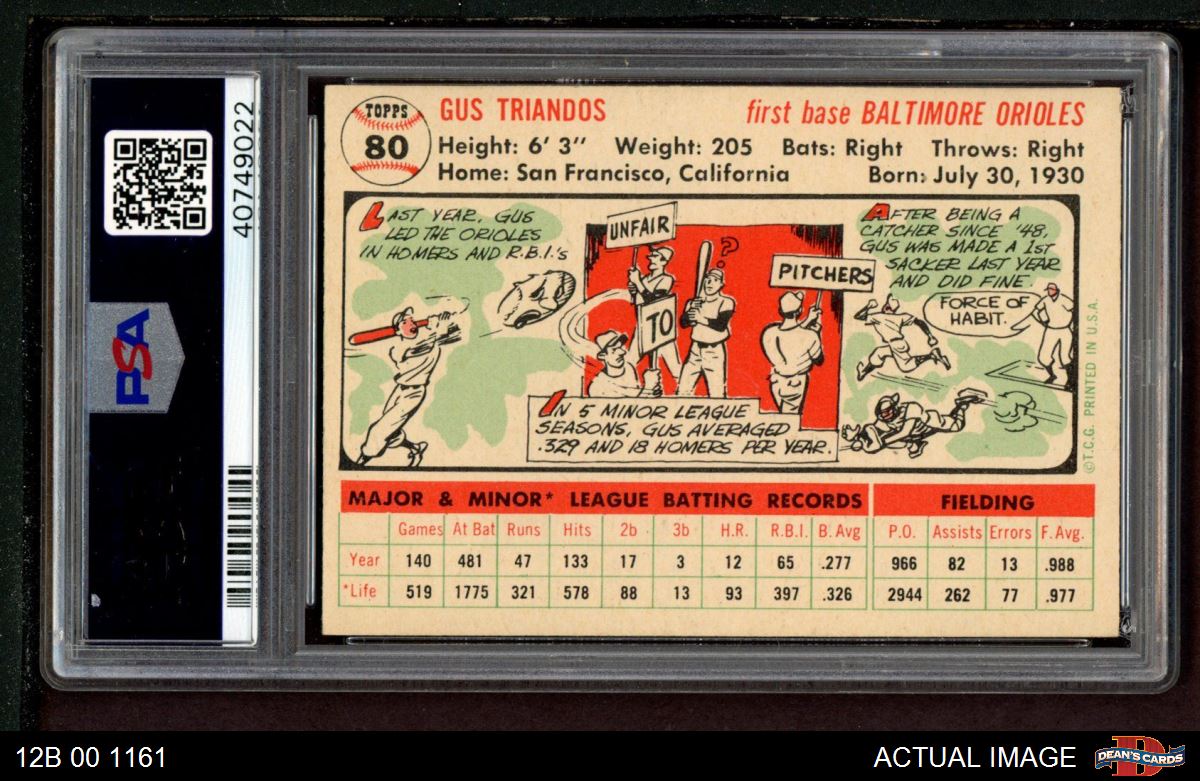 40749022
PSA
TOPPS
80
GUS TRIANDOS first base BALTIMORE ORIOLES
Height: 6' 3" Weight: 205 Bats: Right Throws: Right
Home: San Francisco, California Born: July 30, 1930
LAST YEAR, GUS
LED THE ORIOLES
IN HOMERS AND R.B.I.'s
UNFAIR
TO
PITCHERS
?
IN 5 MINOR LEAGUE
SEASONS, GUS AVERAGED
.329 AND 18 HOMERS PER YEAR.
AFTER BEING A
CATCHER SINCE '48,
GUS WAS MADE A 1ST
SACKER LAST YEAR
AND DID FINE.
FORCE OF
HABIT.
©T.C.G. PRINTED IN U.S.A.
MAJOR & MINOR* LEAGUE BATTING RECORDS FIELDING
Games At Bat Runs Hits 2b 3b H.R. R.B.I. B. Avg P.O. Assists Errors F. Avg.
Year 140 481 47 133 17 3 12 65 .277 966 82 13 .988
*Life 519 1775 321 578 88 13 93 397 .326 2944 262 77 .977
12B 00 1161 ACTUAL IMAGE
DEAN'S CARDS